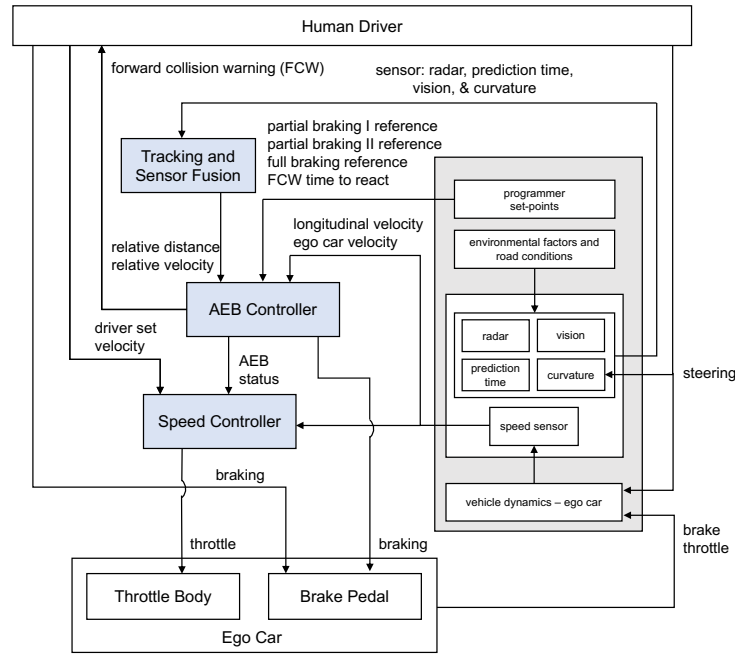 Human Driver
forward collision warning (FCW)
sensor: radar, prediction time,
vision, & curvature
partial braking I reference
partial braking II reference
full braking reference
FCW time to react
Tracking and
Sensor Fusion
programmer
set-points
longitudinal velocity
ego car velocity
environmental factors and
road conditions
relative distance
relative velocity
AEB Controller
radar
vision
driver set
velocity
AEB
status
prediction
time
curvature
steering
Speed Controller
speed sensor
braking
vehicle dynamics – ego car
throttle
braking
brake
throttle
Throttle Body
Brake Pedal
Ego Car